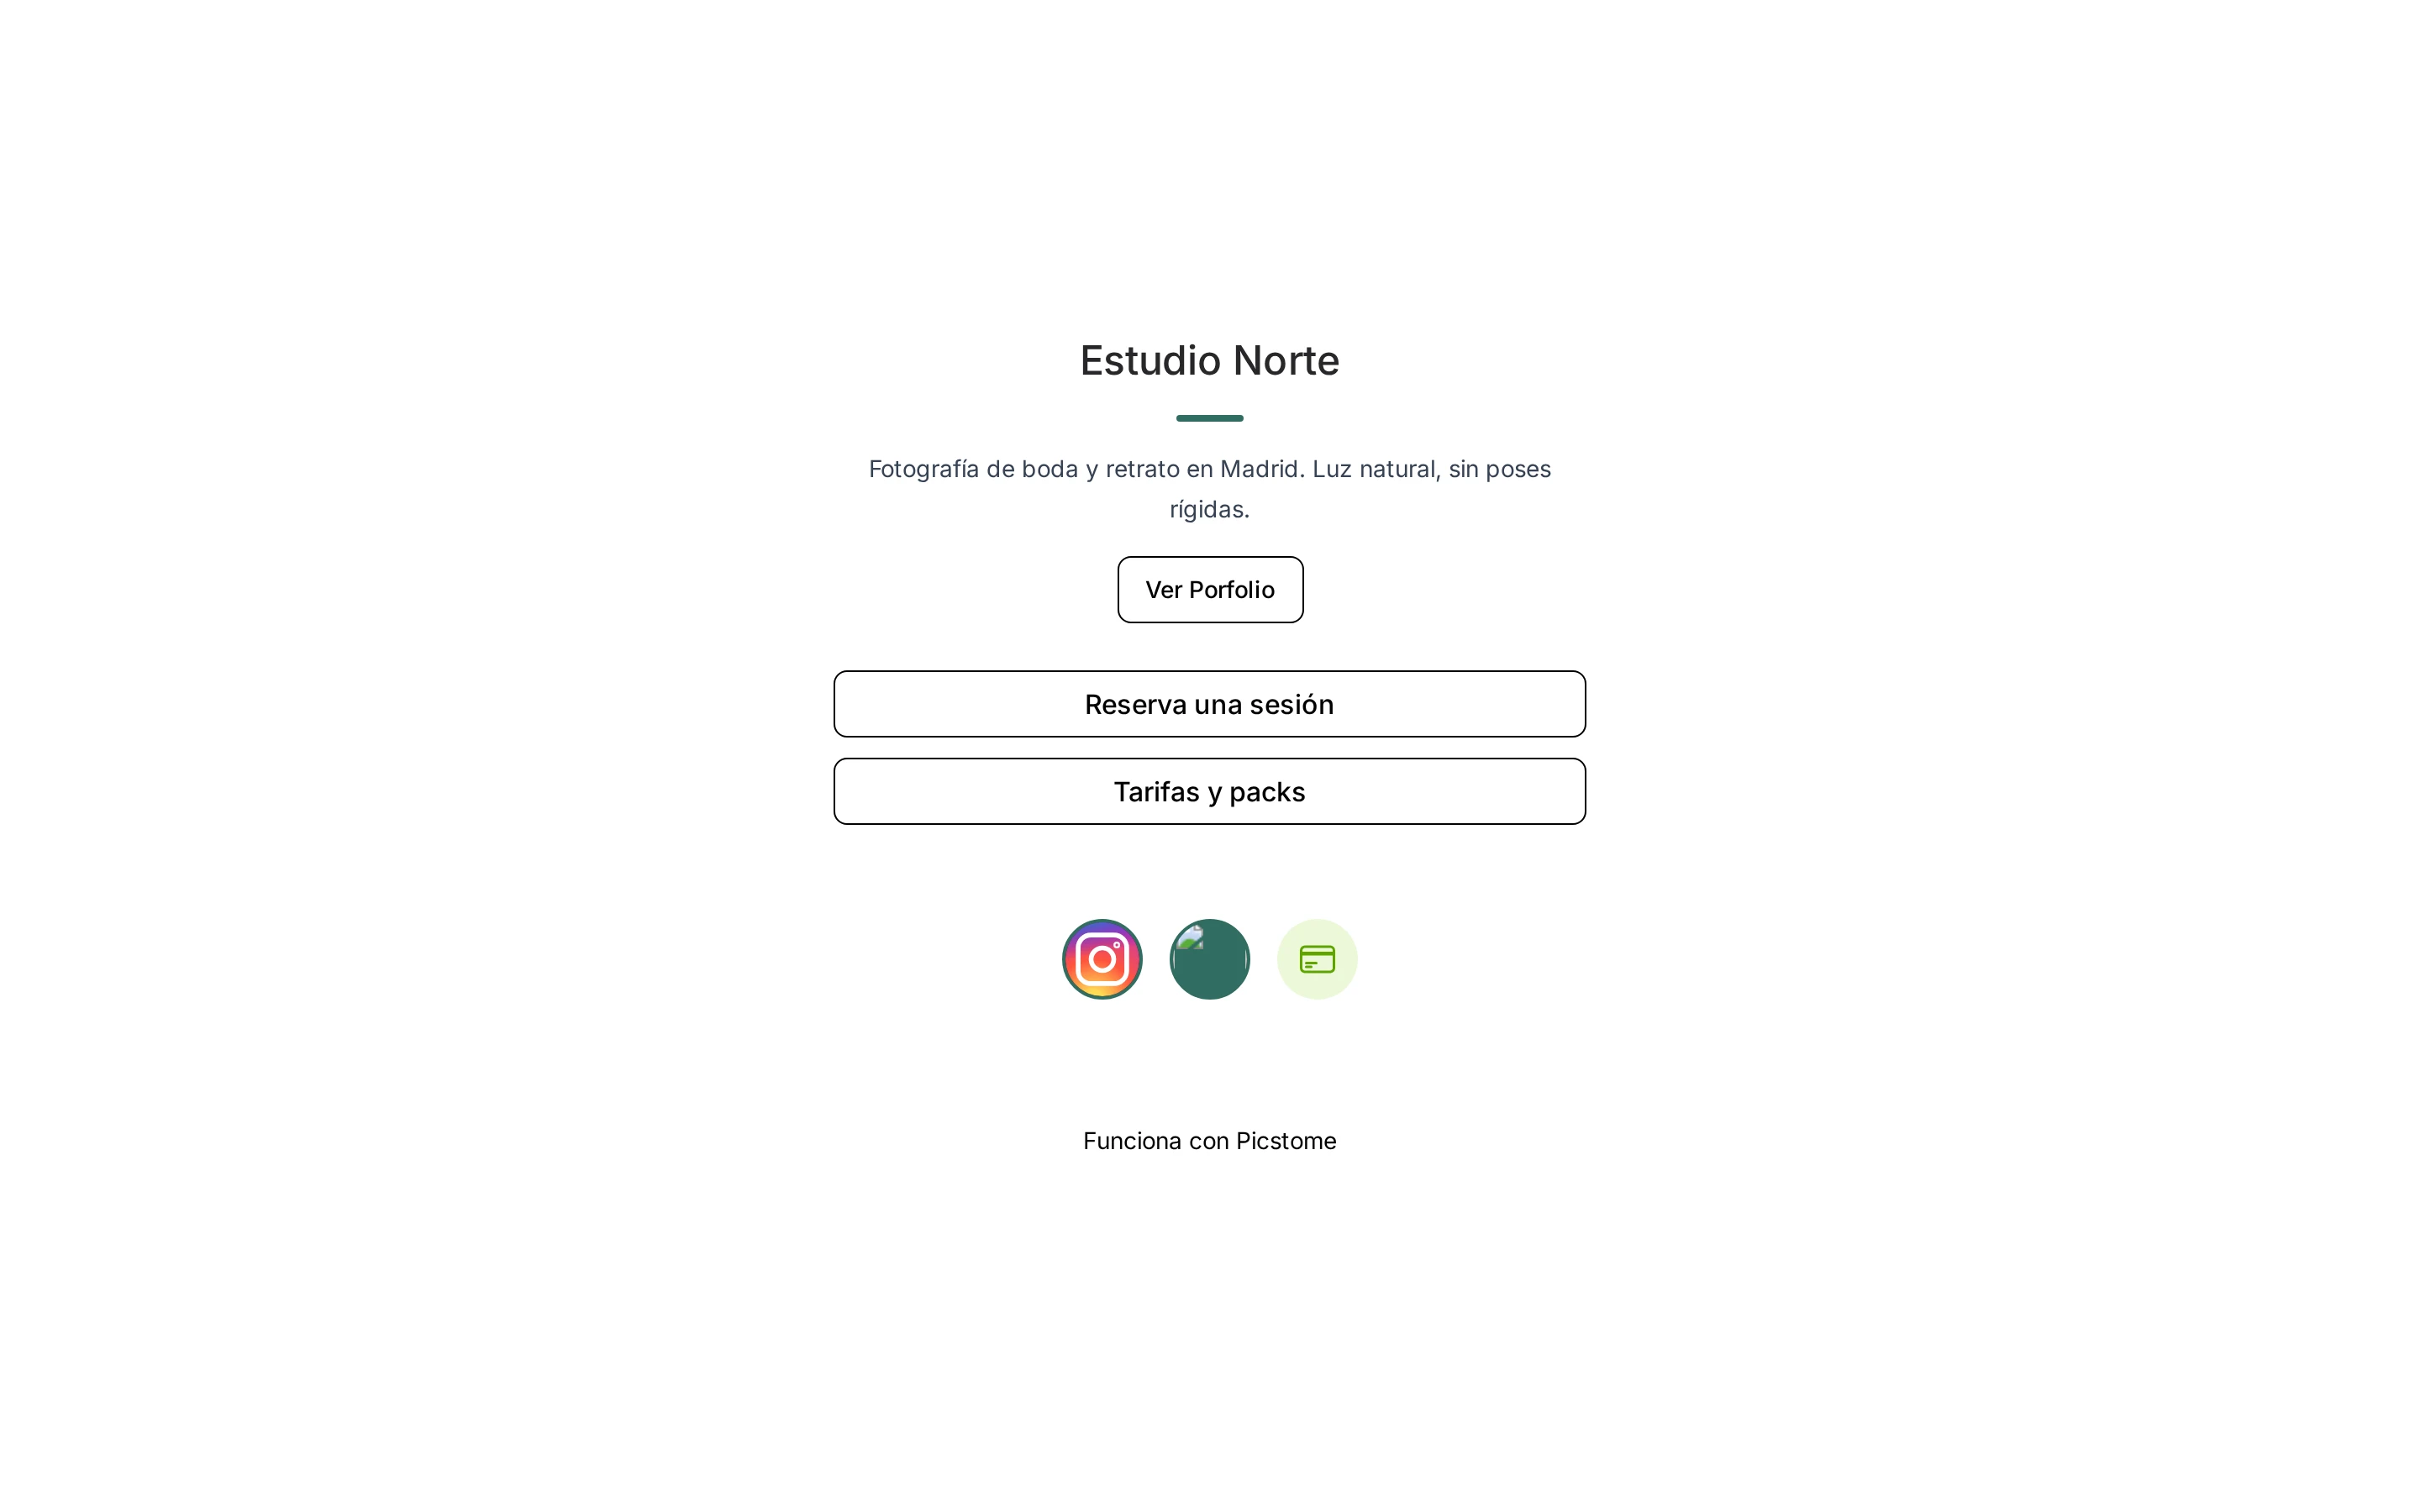 Estudio Norte
Fotografía de boda y retrato en Madrid. Luz natural, sin poses
rígidas.
Ver Porfolio
Reserva una sesión
Tarifas y packs
Funciona con Picstome